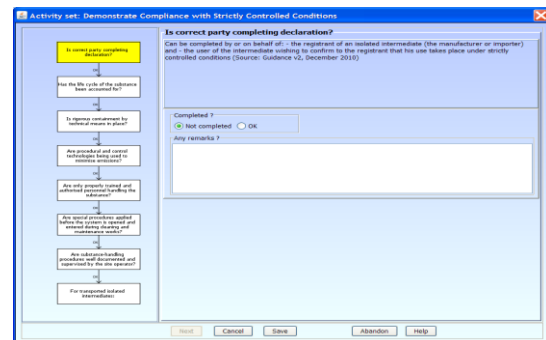 Activity set: Demonstrate Compliance with Strictly Controlled Conditions
Is correct party completing
declaration?
OK
Has the life cycle of the substance
been accounted for?
OK
Is rigorous containment by
technical means in place?
OK
Are procedural and control
technologies being used to
minimise emissions?
OK
Are only properly trained and
authorised personnel handling the
substance?
OK
Are special procedures applied
before the system is opened and
entered during cleaning and
maintenance works?
OK
Are substance-handling
procedures well documented and
supervised by the site operator?
OK
For transported isolated
intermediates:
Is correct party completing declaration?
Can be completed by or on behalf of: - the registrant of an isolated intermediate (the manufacturer or importer)
and - the user of the intermediate wishing to confirm to the registrant that his use takes place under strictly
controlled conditions (Source: Guidance v2, December 2010)
Completed ?
Not completed OK
Any remarks ?
Next Cancel Save Abandon Help